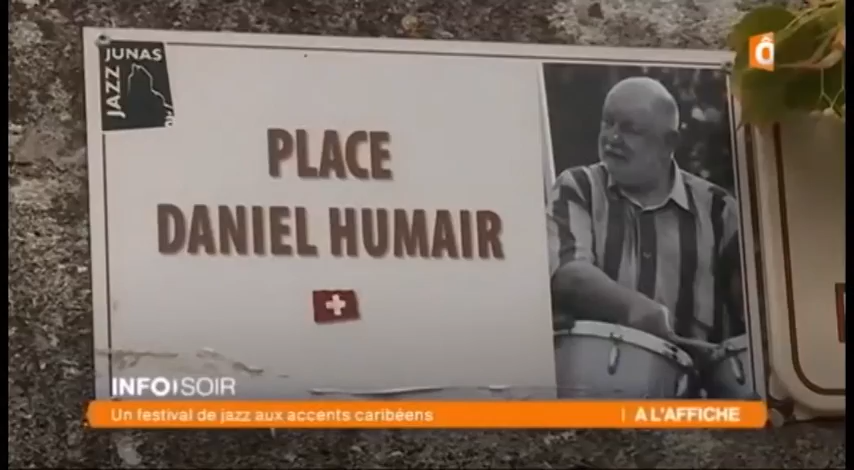 JUNAS
JAZZ
Ô
PLACE
DANIEL HUMAIR
INFO SOIR
Un festival de jazz aux accents caribéens
A L'AFFICHE